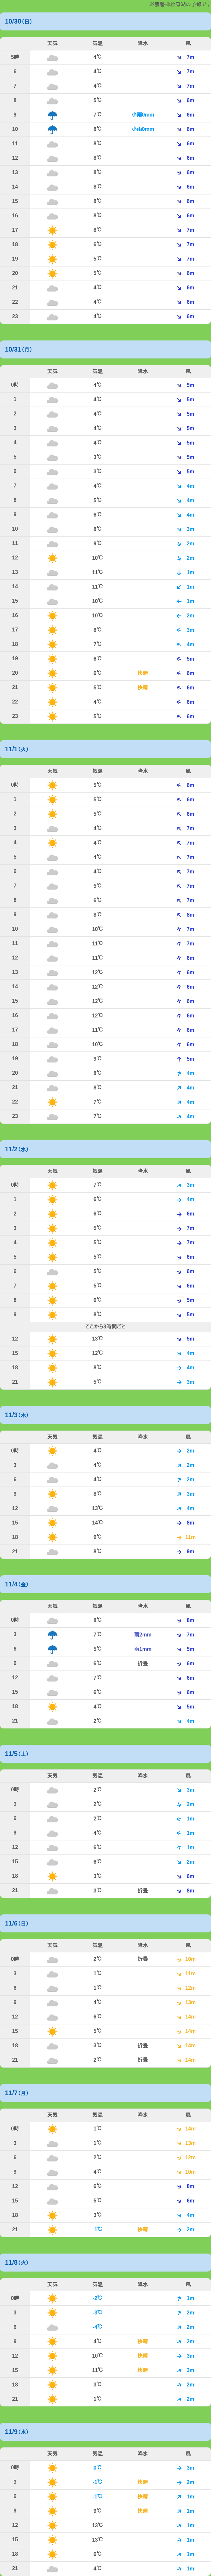 の予報です
10/30(日)
天気 気温 降水 風
5時 4℃ 7m
6 4℃ 7m
7 4℃ 7m
8 5℃ 6m
9 7℃ 小雨0mm 6m
10 8℃ 小雨0mm 6m
11 8℃ 6m
12 8℃ 6m
13 8℃ 6m
14 8℃ 6m
15 8℃ 6m
16 8℃ 6m
17 8℃ 7m
18 6℃ 7m
19 5℃ 7m
20 5℃ 6m
21 4℃ 6m
22 4℃ 6m
23 4℃ 6m
10/31(月)
天気 気温 降水 風
0時 4℃ 5m
1 4℃ 5m
2 4℃ 5m
3 4℃ 5m
4 4℃ 5m
5 3℃ 5m
6 3℃ 5m
7 4℃ 4m
8 5℃ 4m
9 6℃ 4m
10 8℃ 3m
11 9℃ 2m
12 10℃ 2m
13 11℃ 1m
14 11℃ 1m
15 10℃ 1m
16 10℃ 2m
17 8℃ 3m
18 7℃ 4m
19 6℃ 5m
20 6℃ 快晴 6m
21 5℃ 快晴 6m
22 4℃ 6m
23 5℃ 6m
11/1(火)
天気 気温 降水 風
0時 5℃ 6m
1 5℃ 6m
2 5℃ 6m
3 4℃ 7m
4 4℃ 7m
5 4℃ 7m
6 4℃ 7m
7 5℃ 7m
8 6℃ 7m
9 8℃ 8m
10 10℃ 7m
11 11℃ 7m
12 11℃ 6m
13 12℃ 6m
14 12℃ 6m
15 12℃ 6m
16 12℃ 6m
17 11℃ 6m
18 10℃ 6m
19 9℃ 5m
20 8℃ 4m
21 8℃ 4m
22 7℃ 4m
23 7℃ 4m
11/2(水)
天気 気温 降水 風
0時 7℃ 3m
1 6℃ 4m
2 6℃ 6m
3 5℃ 7m
4 5℃ 7m
5 5℃ 6m
6 5℃ 6m
7 5℃ 6m
8 6℃ 5m
9 8℃ 5m
ここから3時間ごと
12 13℃ 5m
15 12℃ 4m
18 8℃ 4m
21 5℃ 3m
11/3(木)
天気 気温 降水 風
0時 4℃ 2m
3 4℃ 2m
6 4℃ 2m
9 8℃ 3m
12 13℃ 4m
15 14℃ 8m
18 9℃ 11m
21 8℃ 9m
11/4(金)
天気 気温 降水 風
0時 8℃ 8m
3 7℃ 雨2mm 7m
6 5℃ 雨1mm 5m
9 6℃ 折畳 6m
12 7℃ 6m
15 6℃ 6m
18 4℃ 5m
21 2℃ 4m
11/5(土)
天気 気温 降水 風
0時 2℃ 3m
3 2℃ 2m
6 2℃ 1m
9 4℃ 1m
12 6℃ 1m
15 6℃ 2m
18 3℃ 6m
21 3℃ 折畳 8m
11/6(日)
天気 気温 降水 風
0時 2℃ 折畳 10m
3 1℃ 11m
6 1℃ 12m
9 4℃ 13m
12 6℃ 14m
15 5℃ 14m
18 3℃ 折畳 14m
21 2℃ 折畳 14m
11/7(月)
天気 気温 降水 風
0時 1℃ 14m
3 1℃ 13m
6 2℃ 12m
9 4℃ 10m
12 6℃ 8m
15 5℃ 6m
18 3℃ 4m
21 -1℃ 快晴 2m
11/8(火)
天気 気温 降水 風
0時 -2℃ 1m
3 -3℃ 2m
6 -4℃ 2m
9 4℃ 快晴 2m
12 10℃ 快晴 3m
15 11℃ 快晴 3m
18 3℃ 2m
21 1℃ 2m
11/9(水)
天気 気温 降水 風
0時 0℃ 3m
3 -1℃ 快晴 2m
6 -1℃ 快晴 1m
9 9℃ 快晴 1m
12 13℃ 1m
15 13℃ 1m
18 6℃ 1m
21 4℃ 1m